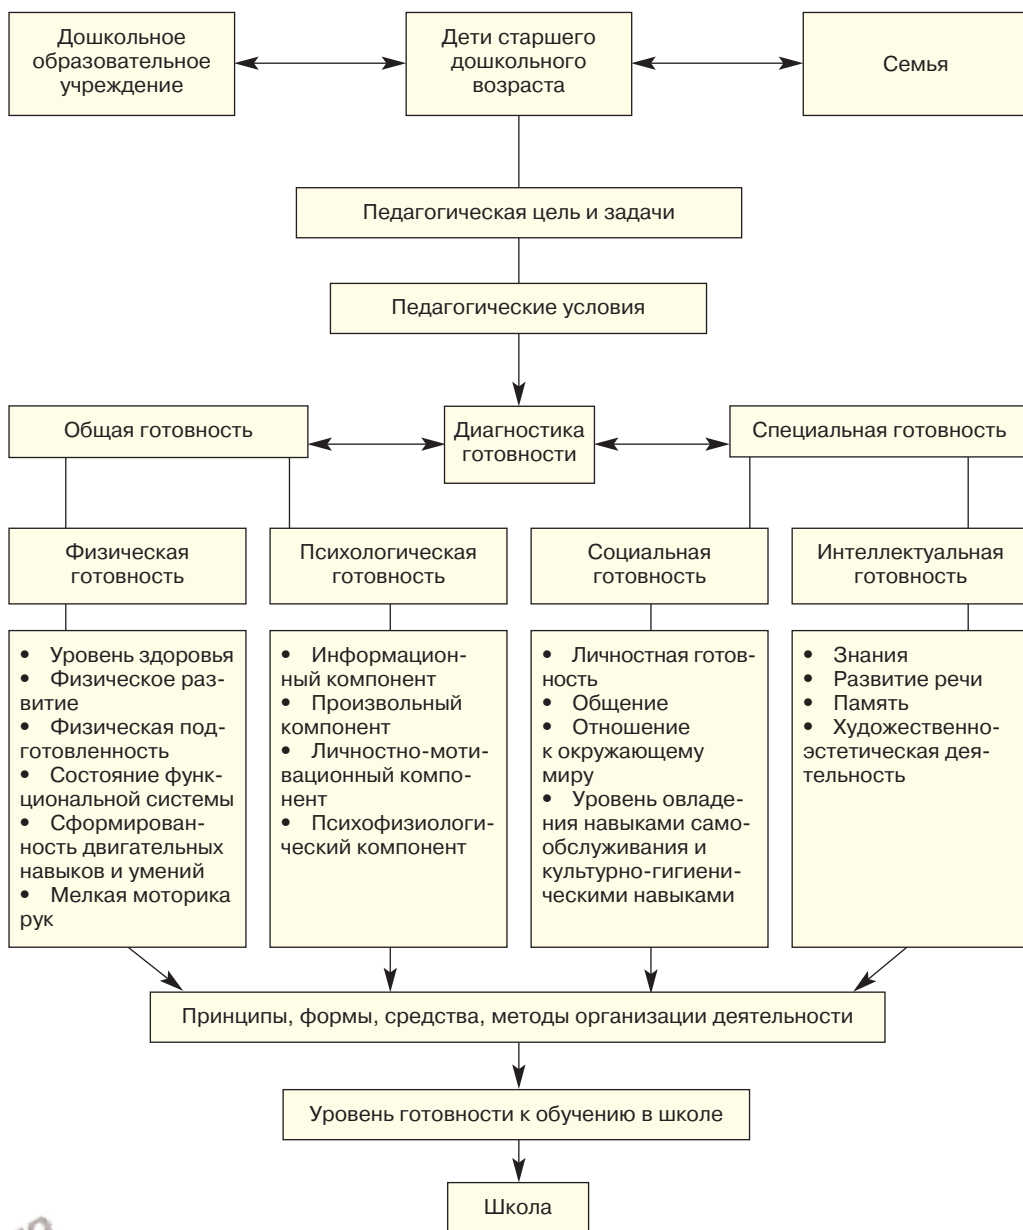 Дошкольное
образовательное
учреждение
Дети старшего
дошкольного
возраста
Семья
Педагогическая цель и задачи
Педагогические условия
Общая готовность
Диагностика
готовности
Специальная готовность
Физическая
готовность
Психологическая
готовность
Социальная
готовность
Интеллектуальная
готовность
• Уровень здоровья
• Физическое раз-
витие
• Физическая под-
готовленность
• Состояние функ-
циональной системы
• Сформирован-
ность двигательных
навыков и умений
• Мелкая моторика
рук
• Информацион-
ный компонент
• Произвольный
компонент
• Личностно-моти-
вационный компо-
нент
• Психофизиологи-
ческий компонент
• Личностная готов-
ность
• Общение
• Отношение
к окружающему
миру
• Уровень овладе-
ния навыками само-
обслуживания и
культурно-гигиени-
ческими навыками
• Знания
• Развитие речи
• Память
• Художественно-
эстетическая дея-
тельность
Принципы, формы, средства, методы организации деятельности
Уровень готовности к обучению в школе
Школа